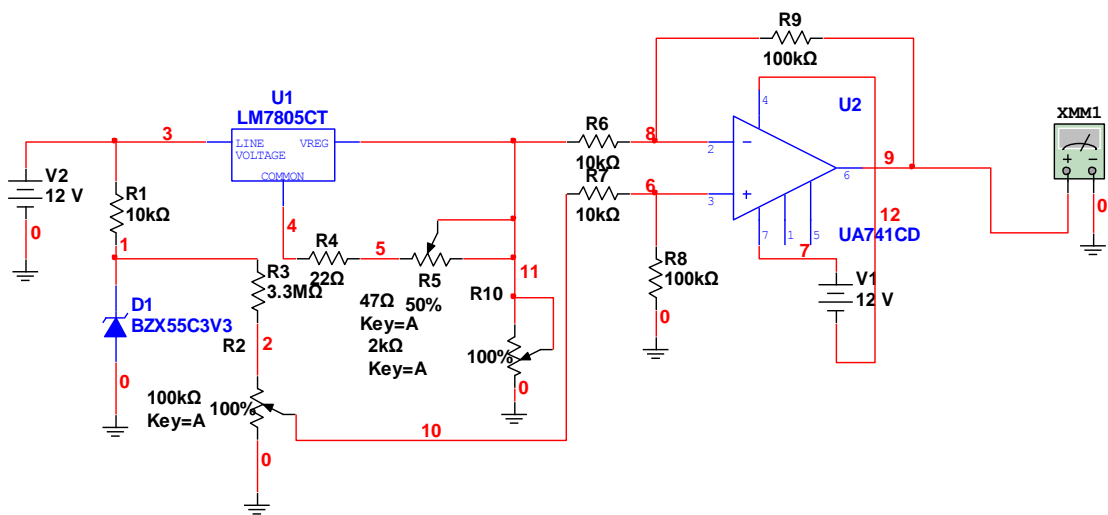 R9
100kΩ
U1
LM7805CT
4
U2
XMM1
3
LINE
VOLTAGE
VREG
COMMON
R6
10kΩ
8
2
6
9
V2
12 V
R1
10kΩ
R7
10kΩ
6
3
0
0
1
4
7
1
5
12
UA741CD
7
R4
22Ω
5
R5
50%
11
R8
100kΩ
R3
3.3MΩ
D1
BZX55C3V3
47Ω
Key=A
2kΩ
Key=A
R10
V1
12 V
0
R2
2
100%
0
0
100kΩ
Key=A
100%
10
0